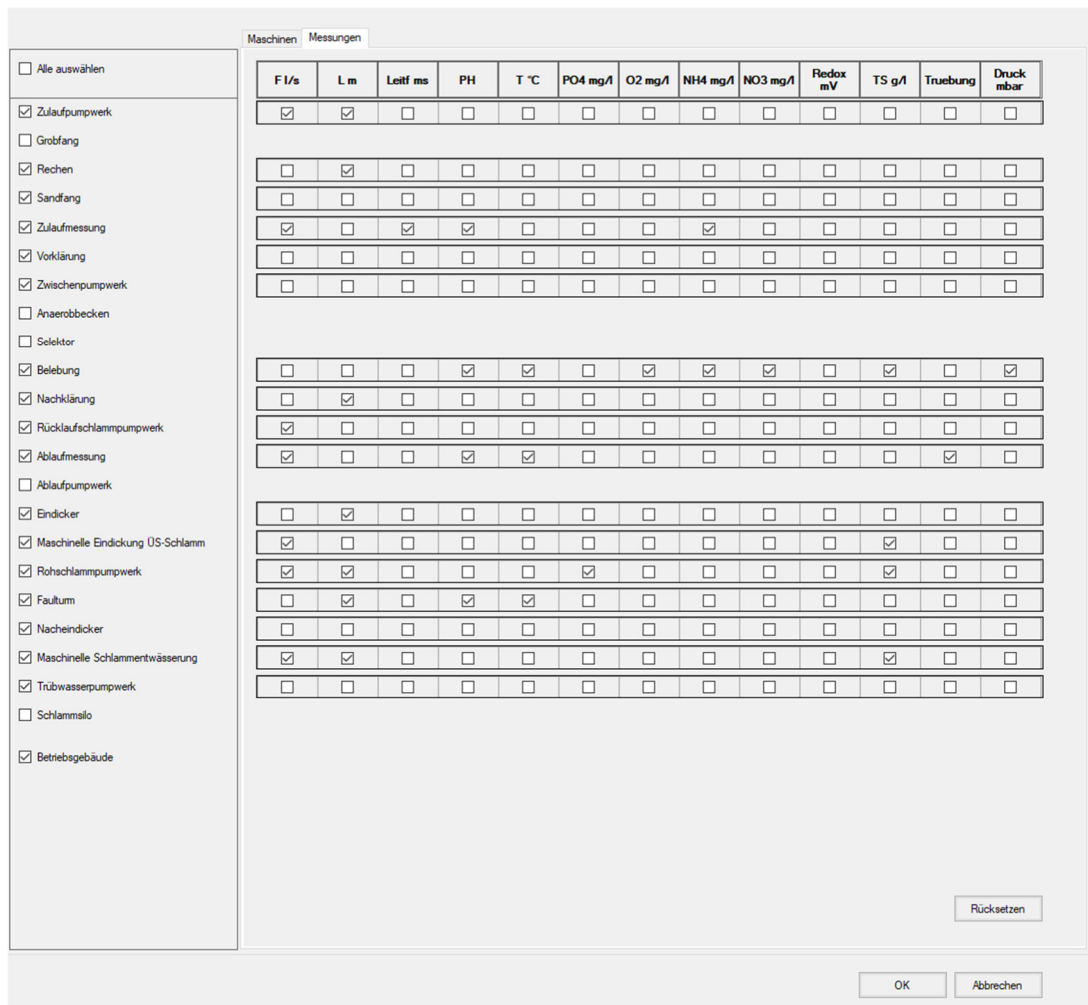 Maschinen Messungen
Alle auswählen
F l/s L m Leitf ms PH T °C PO4 mg/l O2 mg/l NH4 mg/l NO3 mg/l Redox mV TS g/l Truebung Druck mbar
Zulaufpumpwerk
Grobfang
Rechen
Sandfang
Zulaufmessung
Vorklärung
Zwischenpumpwerk
Anaerobbecken
Selektor
Belebung
Nachklärung
Rücklaufschlammpumpwerk
Ablaufmessung
Ablaufpumpwerk
Eindicker
Maschinelle Eindickung ÜS-Schlamm
Rohschlammpumpwerk
Faulturm
Nacheindicker
Maschinelle Schlammentwässerung
Trübwasserpumpwerk
Schlammsilo
Betriebsgebäude
Rücksetzen
OK Abbrechen